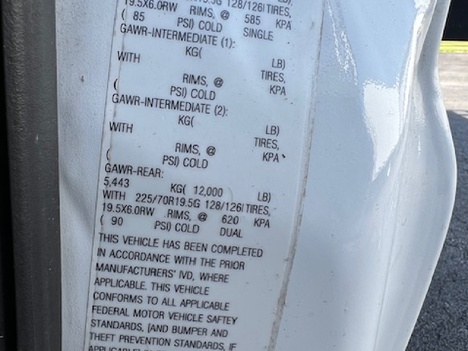 19.5X6.0RW RIMS, @ 585 KPA
( 85 PSI) COLD SINGLE
GAWR-INTERMEDIATE (1):
KG( LB)
WITH TIRES,
RIMS, @ KPA
( PSI) COLD
GAWR-INTERMEDIATE (2):
KG( LB)
WITH TIRES,
RIMS, @ KPA
( PSI) COLD
GAWR-REAR:
5,443 KG( 12,000 LB)
WITH 225/70R19.5G 128/126 TIRES,
19.5X6.0RW RIMS, @ 620 KPA
( 90 PSI) COLD DUAL
THIS VEHICLE HAS BEEN COMPLETED
IN ACCORDANCE WITH THE PRIOR
MANUFACTURERS' IVD, WHERE
APPLICABLE. THIS VEHICLE
CONFORMS TO ALL APPLICABLE
FEDERAL MOTOR VEHICLE SAFTEY
STANDARDS, [AND BUMPER AND
THEFT PREVENTION STANDARDS, IF